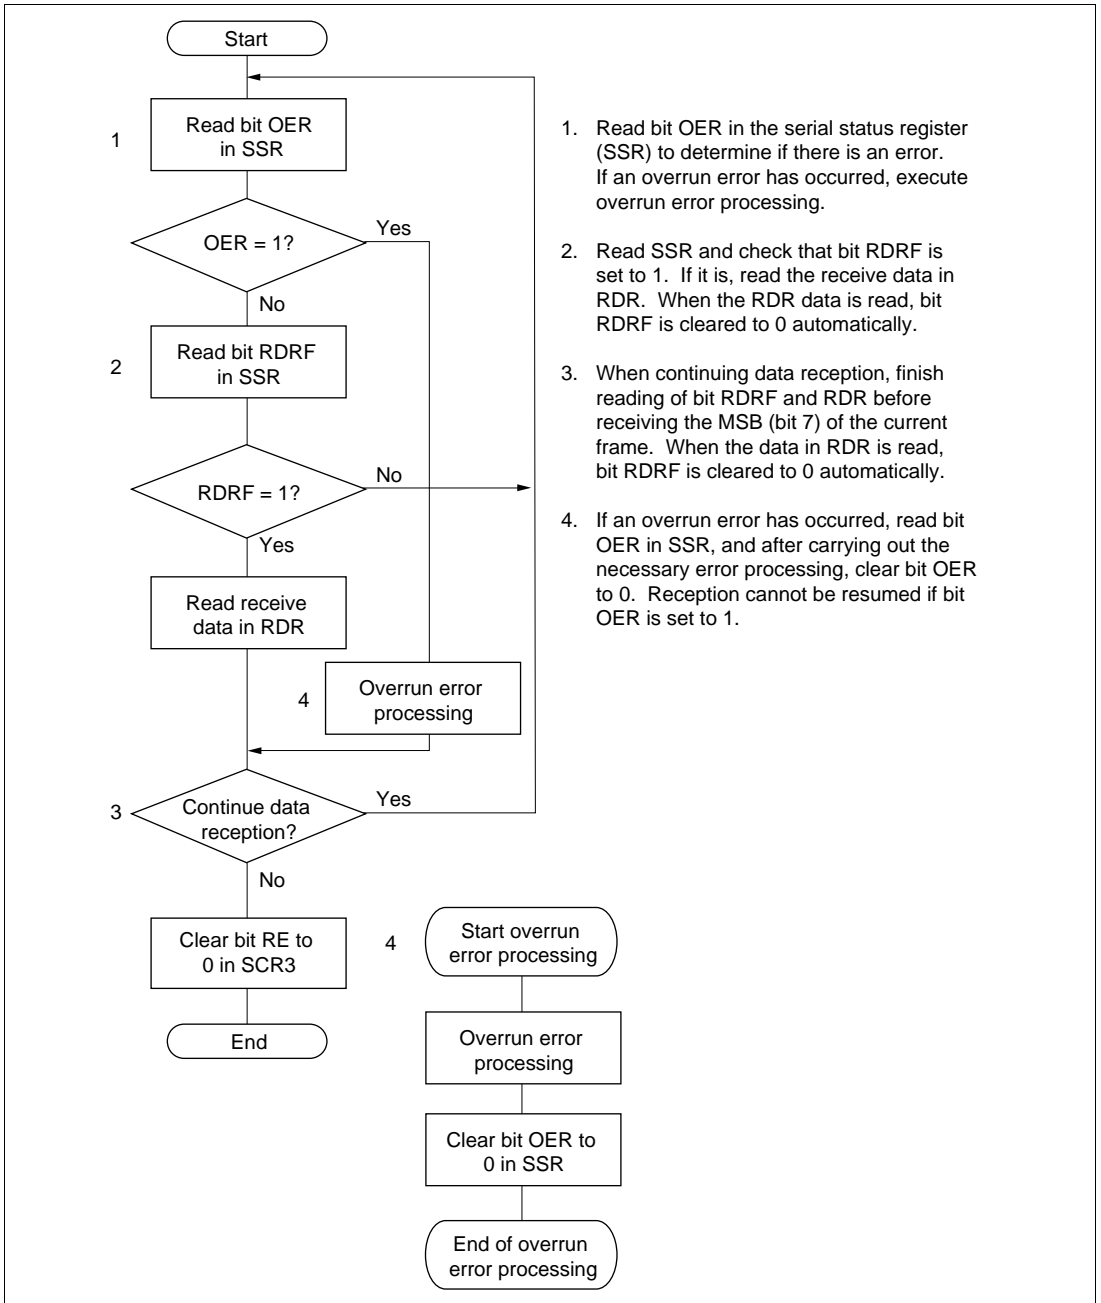 Start
1
Read bit OER
in SSR
OER = 1?
Yes
No
2
Read bit RDRF
in SSR
RDRF = 1?
No
Yes
Read receive
data in RDR
4
Overrun error
processing
3
Continue data
reception?
Yes
No
Clear bit RE to
0 in SCR3
End
4
Start overrun
error processing
Overrun error
processing
Clear bit OER to
0 in SSR
End of overrun
error processing
1. Read bit OER in the serial status register
(SSR) to determine if there is an error.
If an overrun error has occurred, execute
overrun error processing.
2. Read SSR and check that bit RDRF is
set to 1. If it is, read the receive data in
RDR. When the RDR data is read, bit
RDRF is cleared to 0 automatically.
3. When continuing data reception, finish
reading of bit RDRF and RDR before
receiving the MSB (bit 7) of the current
frame. When the data in RDR is read,
bit RDRF is cleared to 0 automatically.
4. If an overrun error has occurred, read bit
OER in SSR, and after carrying out the
necessary error processing, clear bit OER
to 0. Reception cannot be resumed if bit
OER is set to 1.